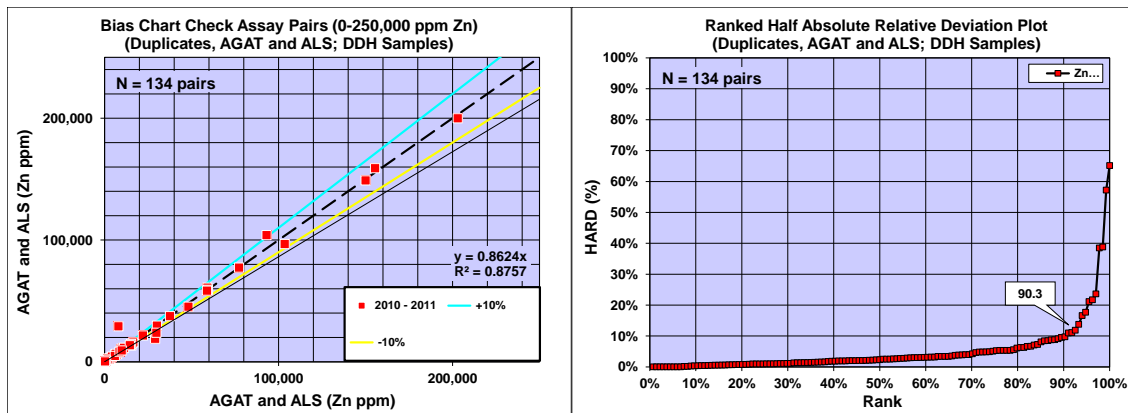 Bias Chart Check Assay Pairs (0-250,000 ppm Zn)
(Duplicates, AGAT and ALS; DDH Samples)
N = 134 pairs
AGAT and ALS (Zn ppm)
200,000
100,000
0
y = 0.8624x
R² = 0.8757
2010 - 2011
+10%
-10%
0
100,000
200,000
AGAT and ALS (Zn ppm)
Ranked Half Absolute Relative Deviation Plot
(Duplicates, AGAT and ALS; DDH Samples)
N = 134 pairs
Zn...
HARD (%)
100%
90%
80%
70%
60%
50%
40%
30%
20%
10%
0%
90.3
0% 10% 20% 30% 40% 50% 60% 70% 80% 90% 100%
Rank